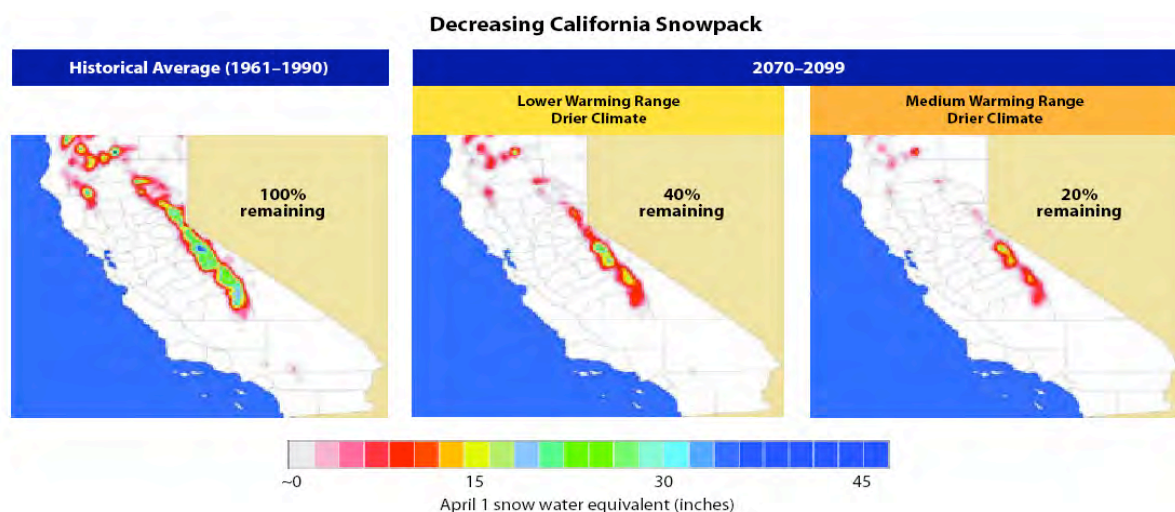 Decreasing California Snowpack
Historical Average (1961–1990)
2070–2099
Lower Warming Range
Drier Climate
Medium Warming Range
Drier Climate
100%
remaining
40%
remaining
20%
remaining
~0
15
30
45
April 1 snow water equivalent (inches)